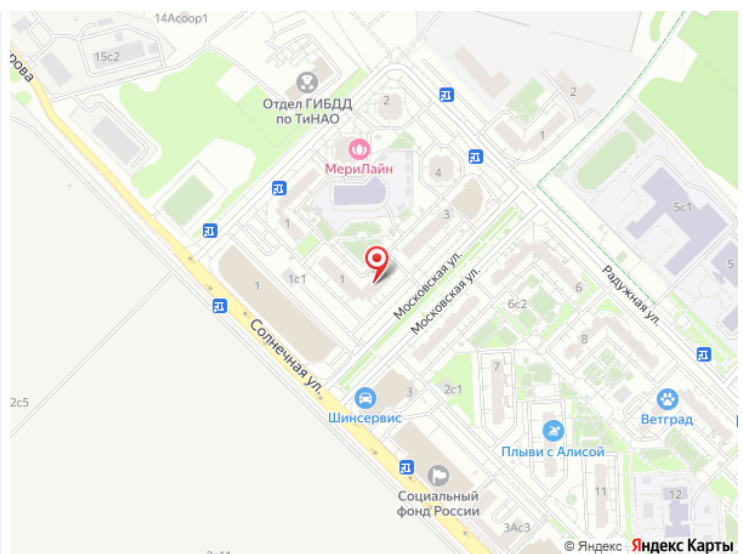 14Асоор1
15с2
рова
Отдел ГИБДД
по ТиНАО
2
2
1
МериЛайн
4
5с1
1
3
5
1с1
1
1
Московская ул.
Московская ул.
Радужная ул.
6
6с2
8
Солнечная ул.
7
2с1
3
2с5
Шинсервис
Ветград
Плыви с Алисой
Социальный
фонд России
11
12
3Ас3
© Яндекс Яндекс Карты